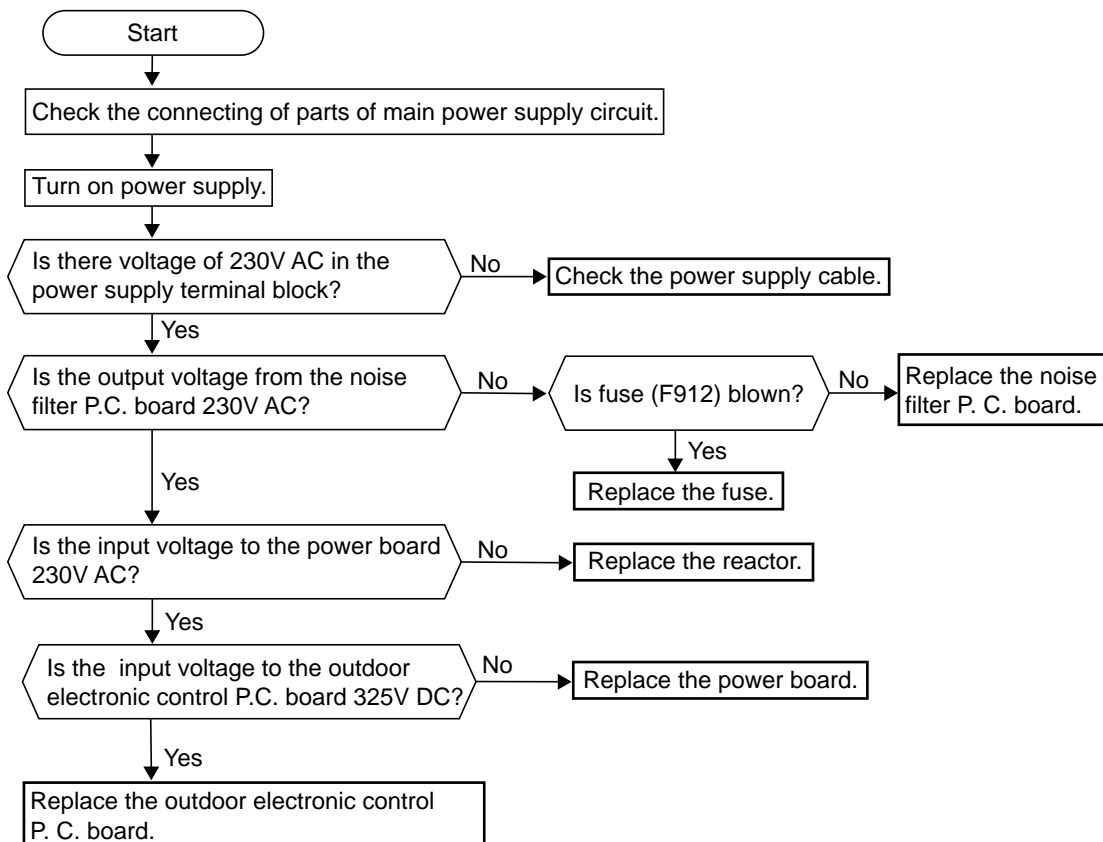 Start
Check the connecting of parts of main power supply circuit.
Turn on power supply.
Is there voltage of 230V AC in the
power supply terminal block?
No
Check the power supply cable.
Yes
Is the output voltage from the noise
filter P.C. board 230V AC?
No
Is fuse (F912) blown?
No
Replace the noise
filter P. C. board.
Yes
Replace the fuse.
Yes
Is the input voltage to the power board
230V AC?
No
Replace the reactor.
Yes
Is the  input voltage to the outdoor
electronic control P.C. board 325V DC?
No
Replace the power board.
Yes
Replace the outdoor electronic control
P. C. board.